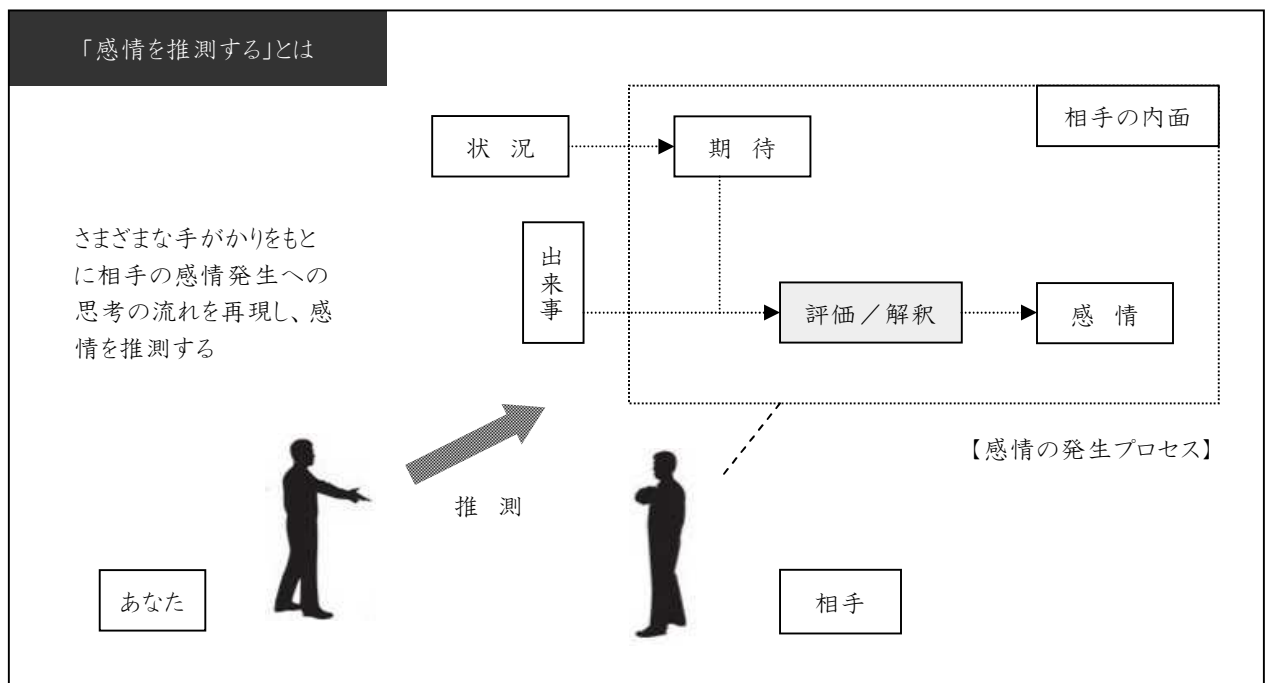 「感情を推測する」とは
相手の内面
状況
期待
さまざまな手がかりをもと
に相手の感情発生への
思考の流れを再現し、感
情を推測する
出来事
評価／解釈
感情
【感情の発生プロセス】
推測
あなた
相手